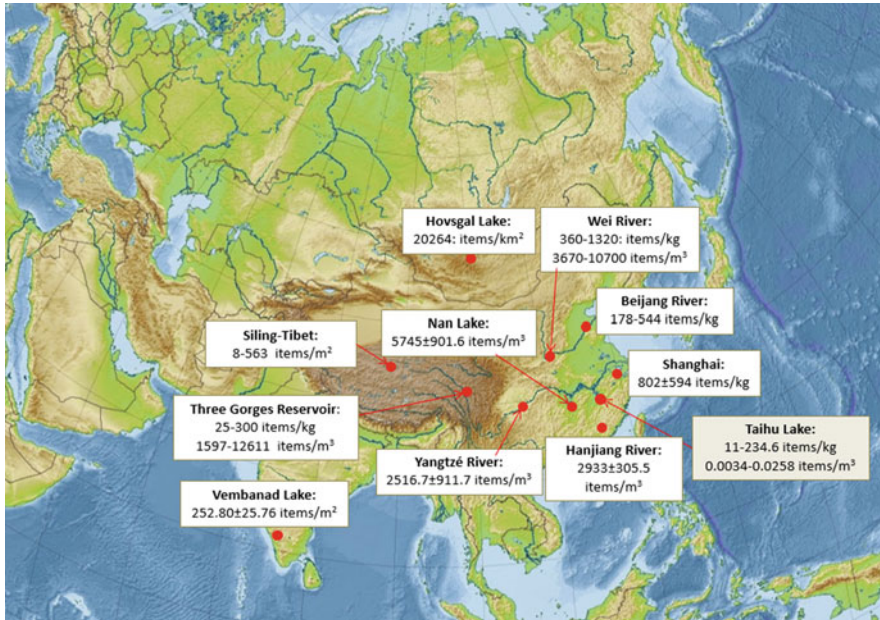 Hovsgal Lake:
20264: items/km²
Wei River:
360-1320: items/kg
3670-10700 items/m³
Beijang River:
178-544 items/kg
Nan Lake:
5745±901.6 items/m³
Siling-Tibet:
8-563 items/m²
Shanghai:
802±594 items/kg
Three Gorges Reservoir:
25-300 items/kg
1597-12611 items/m³
Taihu Lake:
11-234.6 items/kg
0.0034-0.0258 items/m³
Yangtzé River:
2516.7±911.7 items/m³
Hanjiang River:
2933±305.5
items/m³
Vembanad Lake:
252.80±25.76 items/m²